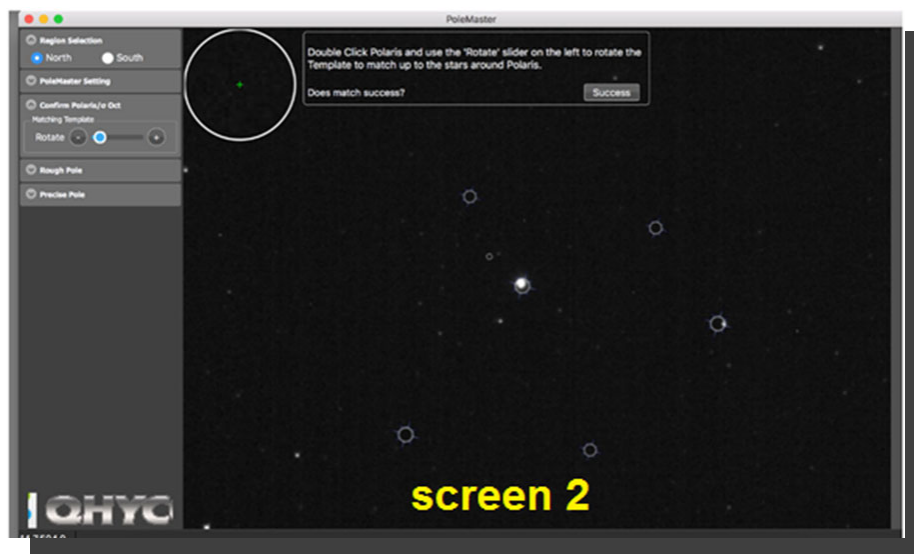 PoleMaster
Region Selection
North South
PoleMaster Setting
Confirm Polaris/σ Oct
Matching Template
Rotate - +
Rough Pole
Precise Pole
Double Click Polaris and use the 'Rotate' slider on the left to rotate the
Template to match up to the stars around Polaris.
Does match success? Success
QHYC
screen 2